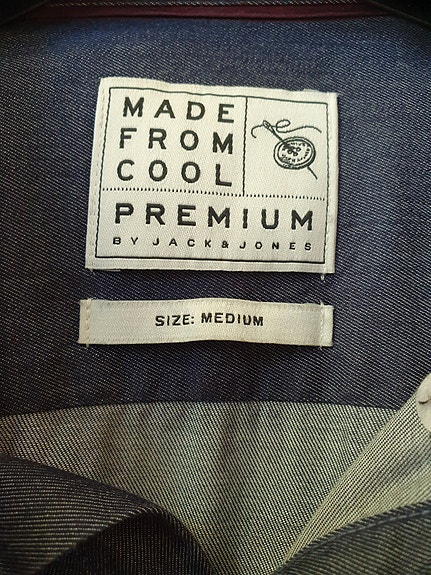 MADE
FROM
COOL
PREMIUM
BY JACK & JONES
SIZE: MEDIUM